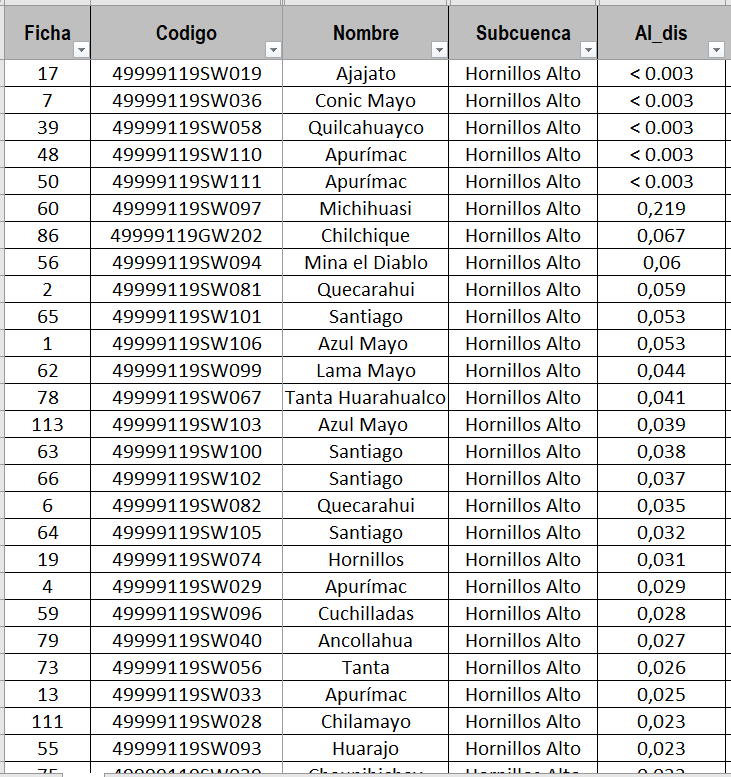 Ficha Codigo Nombre Subcuenca Al_dis
17 49999119SW019 Ajajato Hornillos Alto < 0.003
7 49999119SW036 Conic Mayo Hornillos Alto < 0.003
39 49999119SW058 Quilcahuayco Hornillos Alto < 0.003
48 49999119SW110 Apurímac Hornillos Alto < 0.003
50 49999119SW111 Apurímac Hornillos Alto < 0.003
60 49999119SW097 Michihuasi Hornillos Alto 0,219
86 49999119GW202 Chilchique Hornillos Alto 0,067
56 49999119SW094 Mina el Diablo Hornillos Alto 0,06
2 49999119SW081 Quecarahui Hornillos Alto 0,059
65 49999119SW101 Santiago Hornillos Alto 0,053
1 49999119SW106 Azul Mayo Hornillos Alto 0,053
62 49999119SW099 Lama Mayo Hornillos Alto 0,044
78 49999119SW067 Tanta Huarahualco Hornillos Alto 0,041
113 49999119SW103 Azul Mayo Hornillos Alto 0,039
63 49999119SW100 Santiago Hornillos Alto 0,038
66 49999119SW102 Santiago Hornillos Alto 0,037
6 49999119SW082 Quecarahui Hornillos Alto 0,035
64 49999119SW105 Santiago Hornillos Alto 0,032
19 49999119SW074 Hornillos Hornillos Alto 0,031
4 49999119SW029 Apurímac Hornillos Alto 0,029
59 49999119SW096 Cuchilladas Hornillos Alto 0,028
79 49999119SW040 Ancollahua Hornillos Alto 0,027
73 49999119SW056 Tanta Hornillos Alto 0,026
13 49999119SW033 Apurímac Hornillos Alto 0,025
111 49999119SW028 Chilamayo Hornillos Alto 0,023
55 49999119SW093 Huarajo Hornillos Alto 0,023
Hornillos Alto